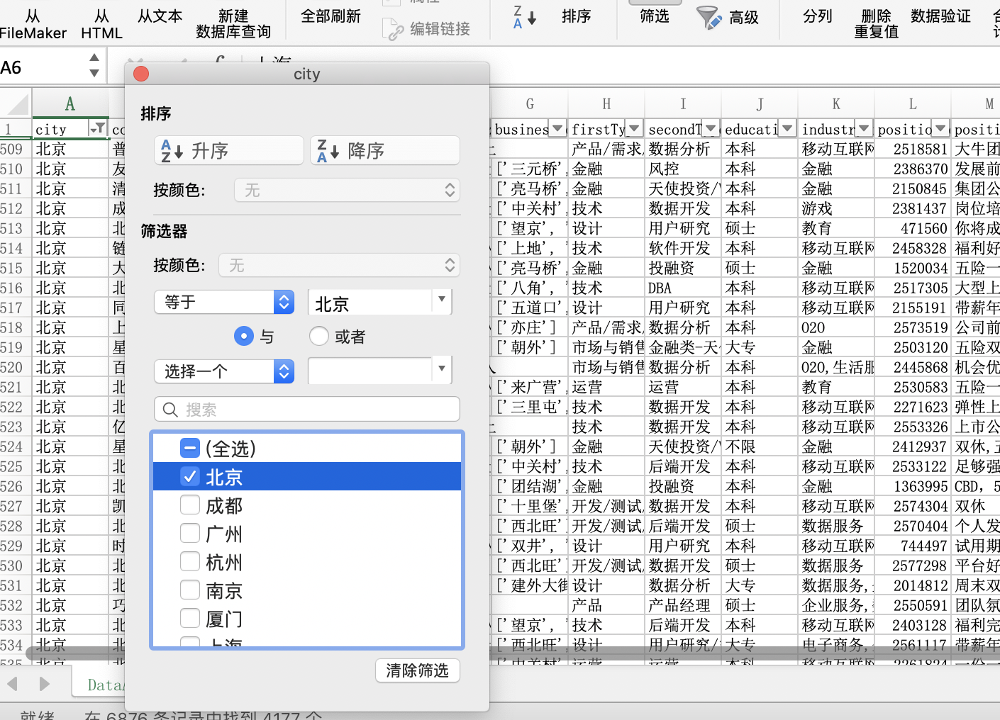 从 从 从文本 新建 全部刷新 属性 排序 筛选 高级 分列 删除 数据验证
FileMaker HTML 数据库查询 编辑链接 重复值
A6
上海
city
A G H I J K L M
1 city busines firstTy secondT educati industr positio positi
排序
升序 降序
按颜色: 无
筛选器
按颜色: 无
等于 北京
与 或者
选择一个
搜索
(全选)
北京
成都
广州
杭州
南京
厦门
上海
清除筛选
509 北京 普 产品/需求/ 数据分析 本科 移动互联网 2518581 大牛团
510 北京 友 ['三元桥', 金融 风控 本科 金融 2386370 发展前
511 北京 清 ['亮马桥', 金融 天使投资/ 本科 金融 2150845 集团公
512 北京 成 ['中关村', 技术 数据开发 本科 游戏 2381437 岗位培
513 北京 北 ['望京', ' 设计 用户研究 硕士 教育 471560 你将成
514 北京 链 ['上地', ' 技术 软件开发 本科 移动互联网 2458328 福利好
515 北京 大 ['亮马桥', 金融 投融资 硕士 金融 1520034 五险一
516 北京 北 ['八角', ' 技术 DBA 本科 移动互联网 2517305 大型上
517 北京 同 ['五道口', 设计 用户研究 本科 移动互联网 2155191 带薪年
518 北京 上 ['亦庄'] 产品/需求/ 数据分析 本科 O2O 2573519 公司前
519 北京 星 ['朝外'] 市场与销售 金融类-天 大专 金融 2503120 五险双
520 北京 百 市场与销售 数据分析 本科 O2O,生活服 2445868 机会优
521 北京 北 ['来广营', 运营 运营 本科 教育 2530583 五险一
522 北京 北 ['三里屯', 技术 数据开发 本科 移动互联网 2271623 弹性上
523 北京 亿 技术 数据开发 本科 移动互联网 2553326 上市公
524 北京 星 ['朝外'] 金融 天使投资/ 不限 金融 2412937 双休,五
525 北京 北 ['中关村', 技术 后端开发 本科 移动互联网 2533122 足够强
526 北京 北 ['团结湖', 金融 投融资 本科 金融 1363995 CBD, 5
527 北京 凯 ['十里堡', 开发/测试/ 数据开发 本科 移动互联网 2574304 双休
528 北京 北 ['西北旺' 开发/测试/ 后端开发 硕士 数据服务 2570404 个人发
529 北京 时 ['双井', ' 设计 用户研究 本科 移动互联网 744497 试用期
530 北京 北 ['西北旺' 开发/测试/ 数据开发 硕士 数据服务 2577298 平台好
531 北京 北 ['建外大街 设计 数据分析 大专 数据服务, 2014812 周末双
532 北京 巧 产品 产品经理 硕士 企业服务, 2550591 团队氛
533 北京 北 ['望京', ' 技术 后端开发 本科 移动互联网 2403128 福利完
534 北京 北 ['西北旺' 设计 用户研究/ 大专 电子商务, 2561117 带薪年
535 北京 ['中关村' 运营 运营 本科 移动互联网
Data
就绪 在 6876 条记录中找到 4177 个